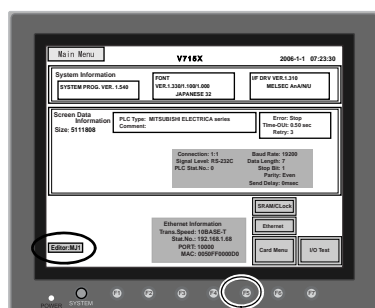 Main Menu
V715X
2006-1-1 07:23:30
System Information
SYSTEM PROG. VER. 1.540
FONT
VER.1.330/1.100/1.000
JAPANESE 32
I/F DRV VER.1.310
MELSEC AnA/N/U
Screen Data
Information
Size: 5111808
PLC Type: MITSUBISHI ELECTRICA series
Comment:
Error: Stop
Time-OUt: 0.50 sec
Retry: 3
Connection: 1:1
Signal Level: RS-232C
PLC Stat.No.: 0
Baud Rate: 19200
Data Length: 7
Stop Bit: 1
Parity: Even
Send Delay: 0msec
Ethernet Information
Trans.Speed: 10BASE-T
Stat.No.: 192.168.1.68
PORT: 10000
MAC: 0050FF0000D0
SRAM/CLock
Ethernet
Card Menu
I/O Test
Editor:MJ1
POWER
SYSTEM
F1
F2
F3
F4
F5
F6
F7